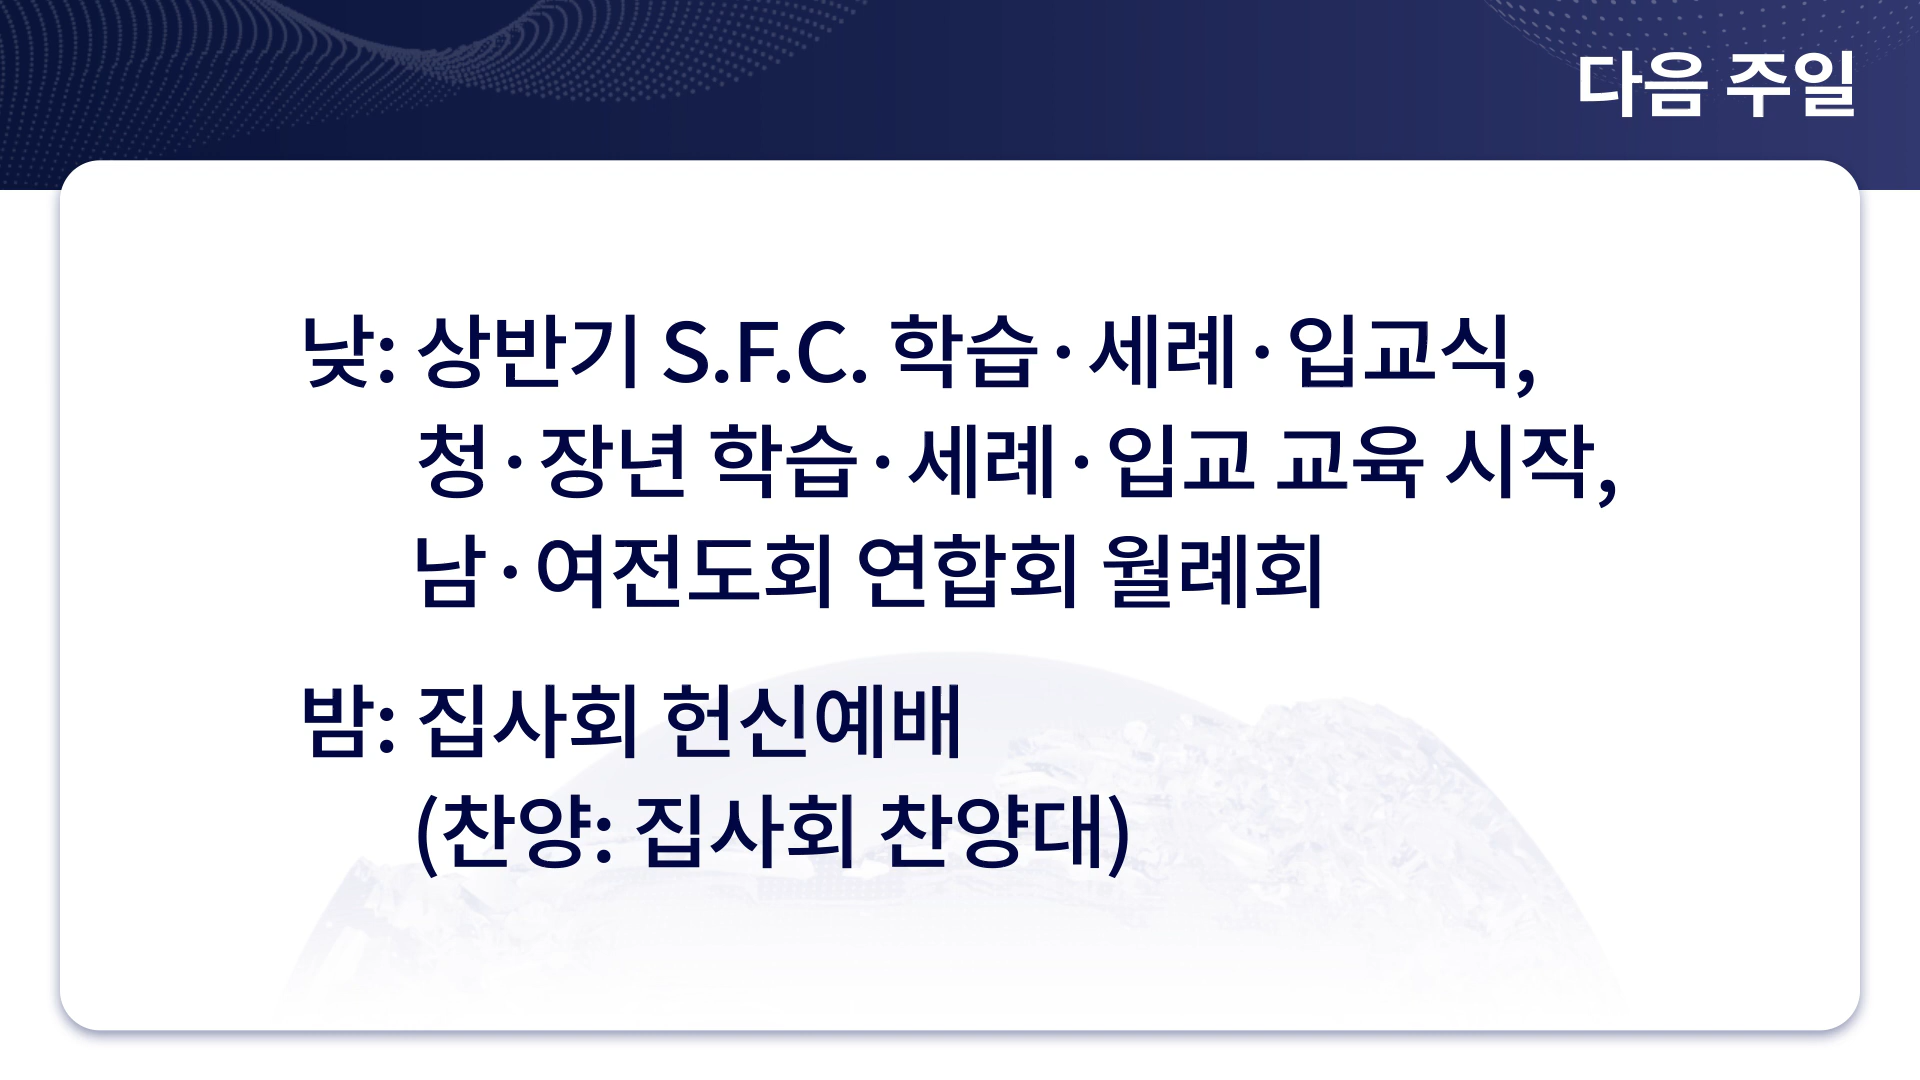 다음 주일
낮: 상반기 S.F.C. 학습·세례·입교식,
청·장년 학습·세례·입교 교육 시작,
남·여전도회 연합회 월례회
밤: 집사회 헌신예배
(찬양: 집사회 찬양대)